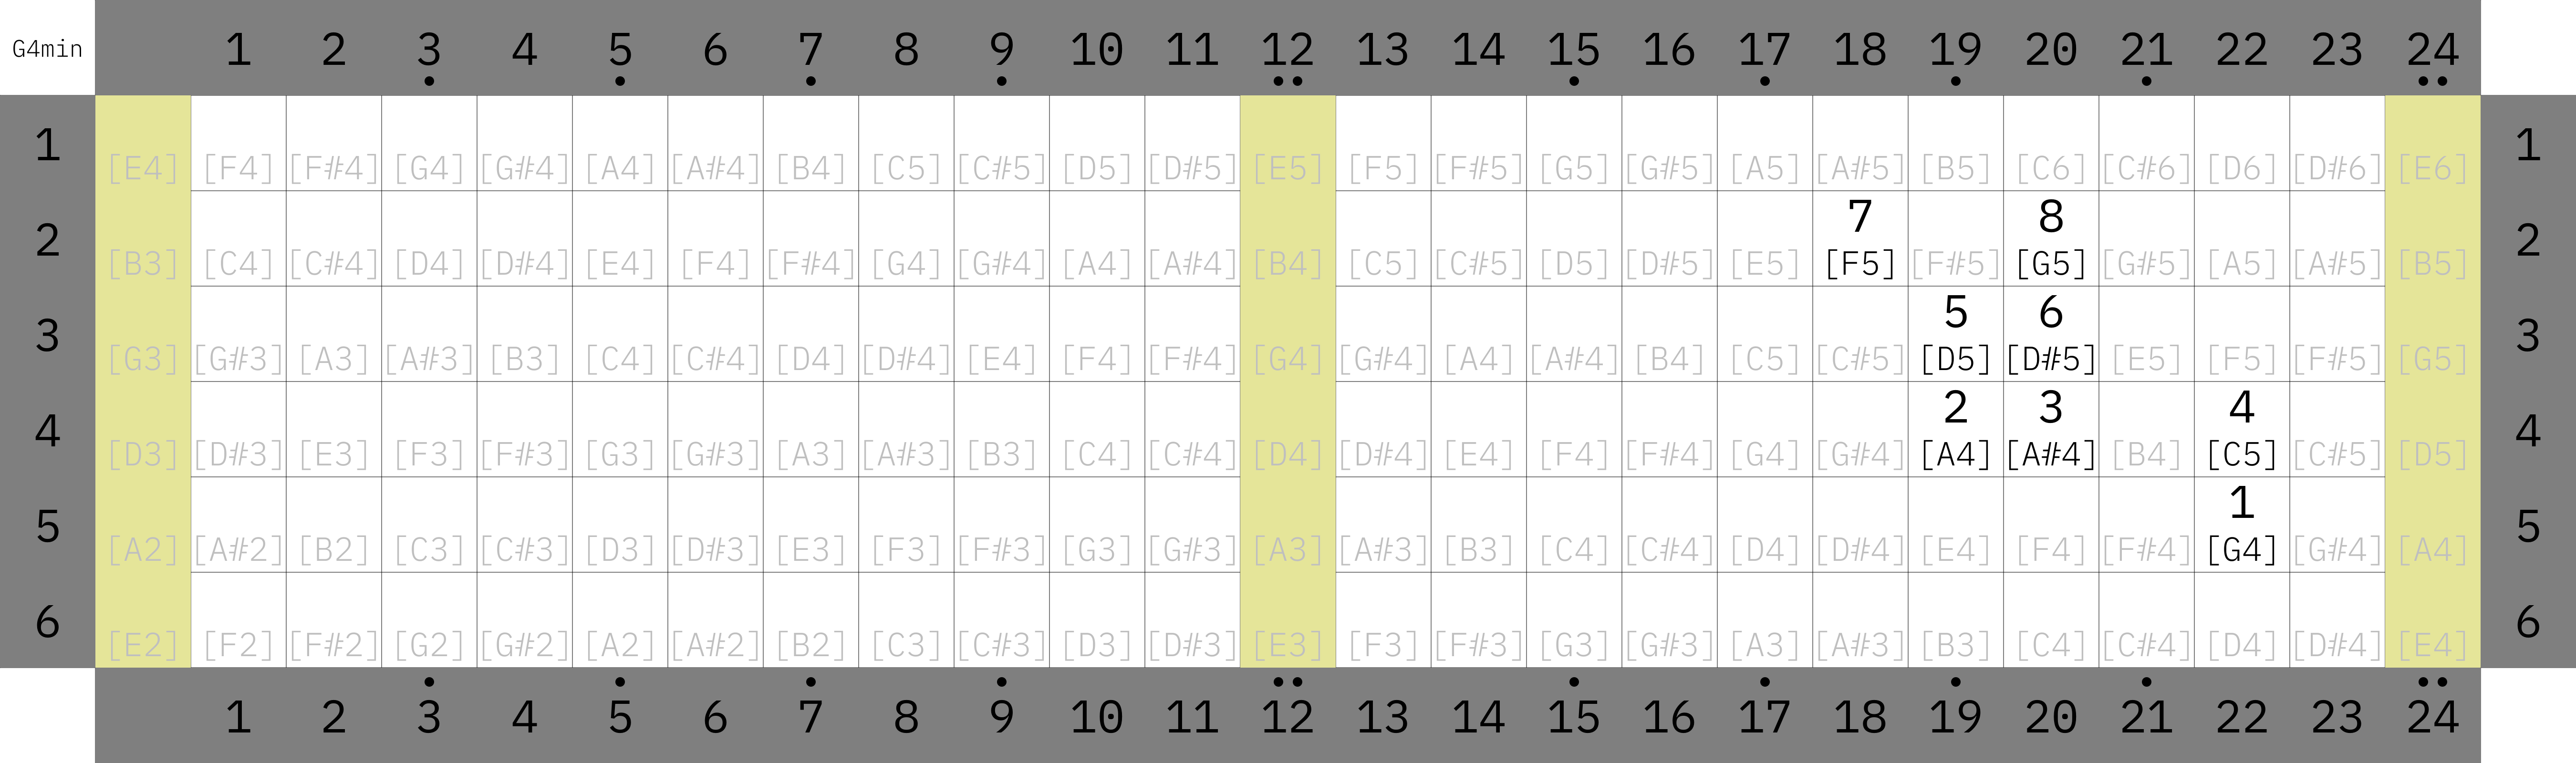 G4min 1 2 3 4 5 6 7 8 9 10 11 12 13 14 15 16 17 18 19 20 21 22 23 24
1 [E4] [F4] [F#4] [G4] [G#4] [A4] [A#4] [B4] [C5] [C#5] [D5] [D#5] [E5] [F5] [F#5] [G5] [G#5] [A5] [A#5] [B5] [C6] [C#6] [D6] [D#6] [E6] 1
7 8
2 [B3] [C4] [C#4] [D4] [D#4] [E4] [F4] [F#4] [G4] [G#4] [A4] [A#4] [B4] [C5] [C#5] [D5] [D#5] [E5] [F5] [F#5] [G5] [G#5] [A5] [A#5] [B5] 2
5 6
3 [G3] [G#3] [A3] [A#3] [B3] [C4] [C#4] [D4] [D#4] [E4] [F4] [F#4] [G4] [G#4] [A4] [A#4] [B4] [C5] [C#5] [D5] [D#5] [E5] [F5] [F#5] [G5] 3
2 3 4
4 [D3] [D#3] [E3] [F3] [F#3] [G3] [G#3] [A3] [A#3] [B3] [C4] [C#4] [D4] [D#4] [E4] [F4] [F#4] [G4] [G#4] [A4] [A#4] [B4] [C5] [C#5] [D5] 4
1
5 [A2] [A#2] [B2] [C3] [C#3] [D3] [D#3] [E3] [F3] [F#3] [G3] [G#3] [A3] [A#3] [B3] [C4] [C#4] [D4] [D#4] [E4] [F4] [F#4] [G4] [G#4] [A4] 5
6 [E2] [F2] [F#2] [G2] [G#2] [A2] [A#2] [B2] [C3] [C#3] [D3] [D#3] [E3] [F3] [F#3] [G3] [G#3] [A3] [A#3] [B3] [C4] [C#4] [D4] [D#4] [E4] 6
1 2 3 4 5 6 7 8 9 10 11 12 13 14 15 16 17 18 19 20 21 22 23 24